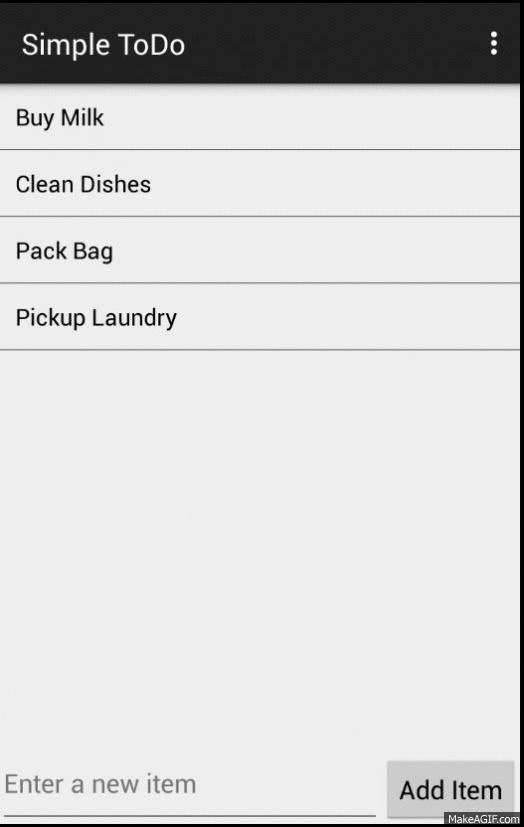 Simple ToDo
Buy Milk
Clean Dishes
Pack Bag
Pickup Laundry
Enter a new item
Add Item
MakeAGIF.com